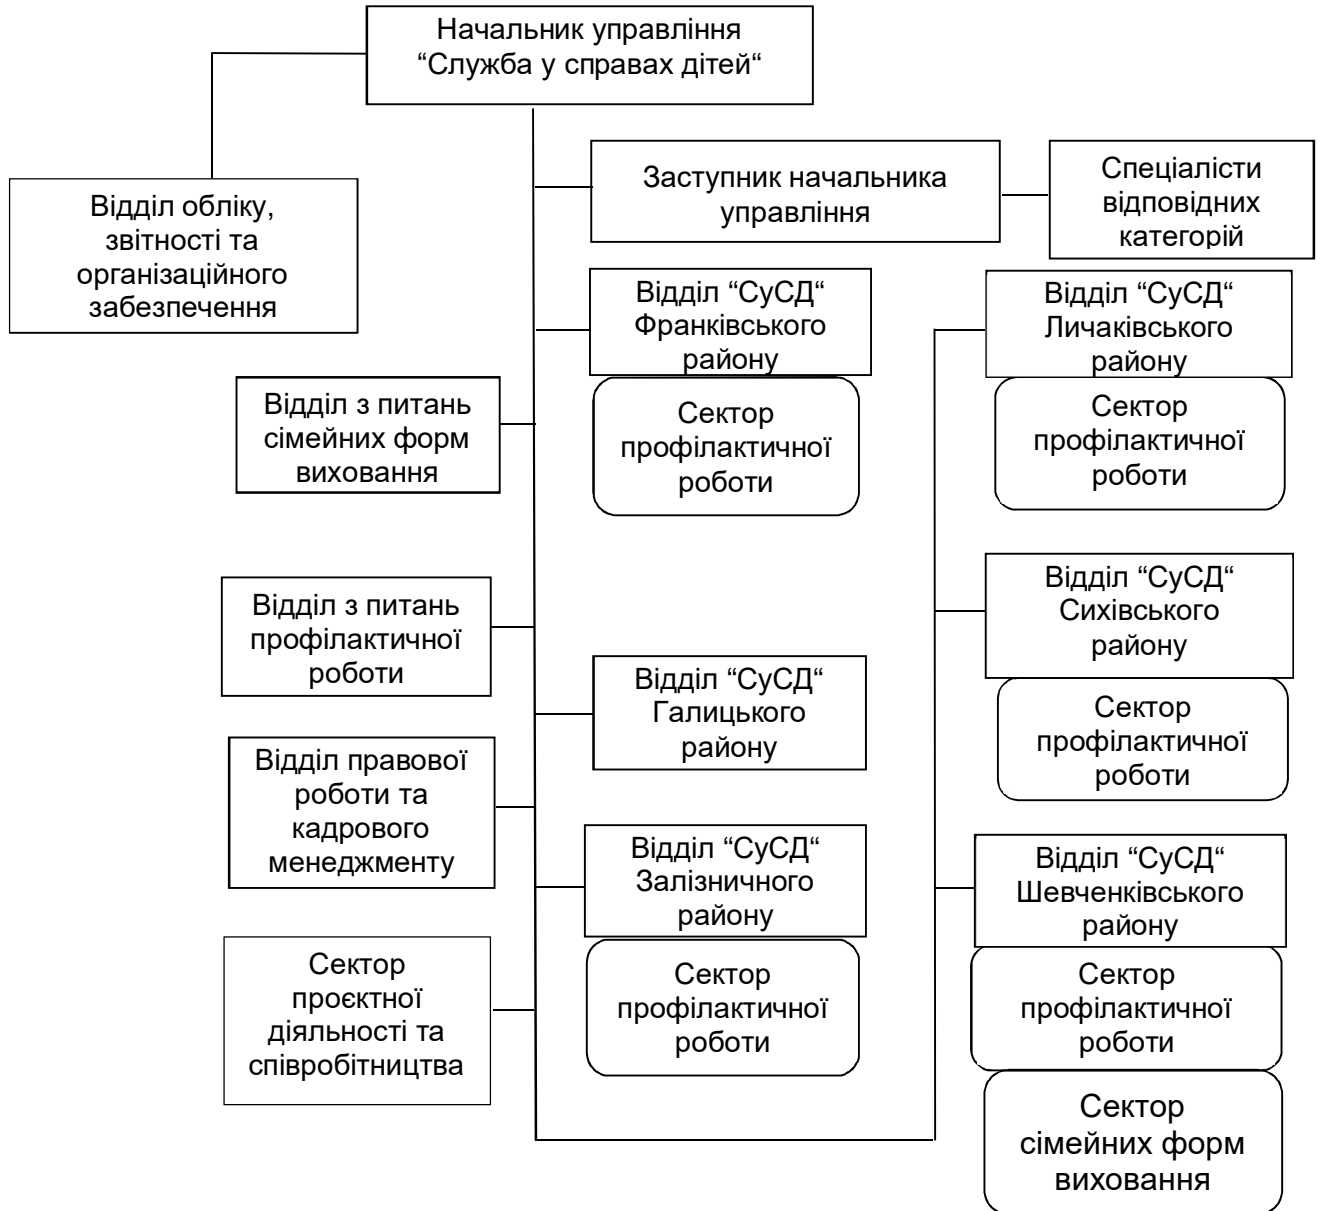 Начальник управління
“Служба у справах дітей“
Заступник начальника
управління
Спеціалісти
відповідних
категорій
Відділ обліку,
звітності та
організаційного
забезпечення
Відділ “СуСД“
Франківського
району
Відділ “СуСД“
Личаківського
району
Відділ з питань
сімейних форм
виховання
Сектор
профілактичної
роботи
Сектор
профілактичної
роботи
Відділ “СуСД“
Сихівського
району
Відділ з питань
профілактичної
роботи
Відділ “СуСД“
Галицького
району
Сектор
профілактичної
роботи
Відділ правової
роботи та
кадрового
менеджменту
Відділ “СуСД“
Залізничного
району
Відділ “СуСД“
Шевченківського
району
Сектор
проєктної
діяльності та
співробітництва
Сектор
профілактичної
роботи
Сектор
профілактичної
роботи
Сектор
сімейних форм
виховання